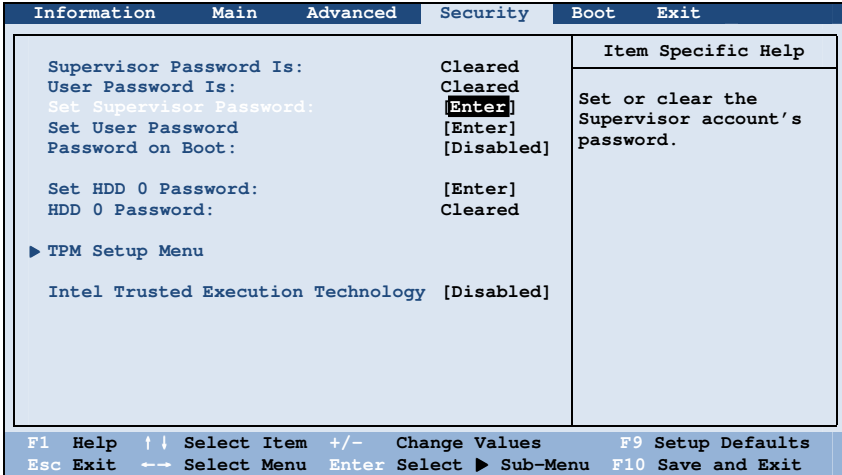 Information Main Advanced Security Boot Exit
Item Specific Help
Supervisor Password Is: Cleared
User Password Is: Cleared
Set Supervisor Password: [Enter]
Set User Password [Enter]
Password on Boot: [Disabled]
Set HDD 0 Password: [Enter]
HDD 0 Password: Cleared
▶ TPM Setup Menu
Intel Trusted Execution Technology [Disabled]
Set or clear the
Supervisor account's
password.
F1 Help ↑↓ Select Item +/- Change Values F9 Setup Defaults
Esc Exit ←→ Select Menu Enter Select ▶ Sub-Menu F10 Save and Exit